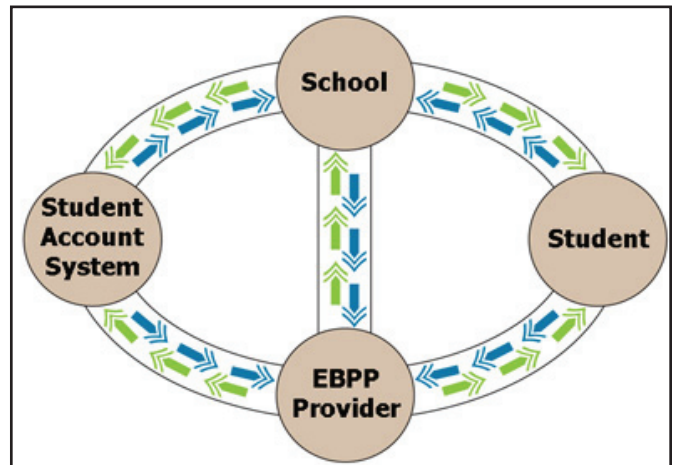 School
Student
Account
System
Student
EBPP
Provider